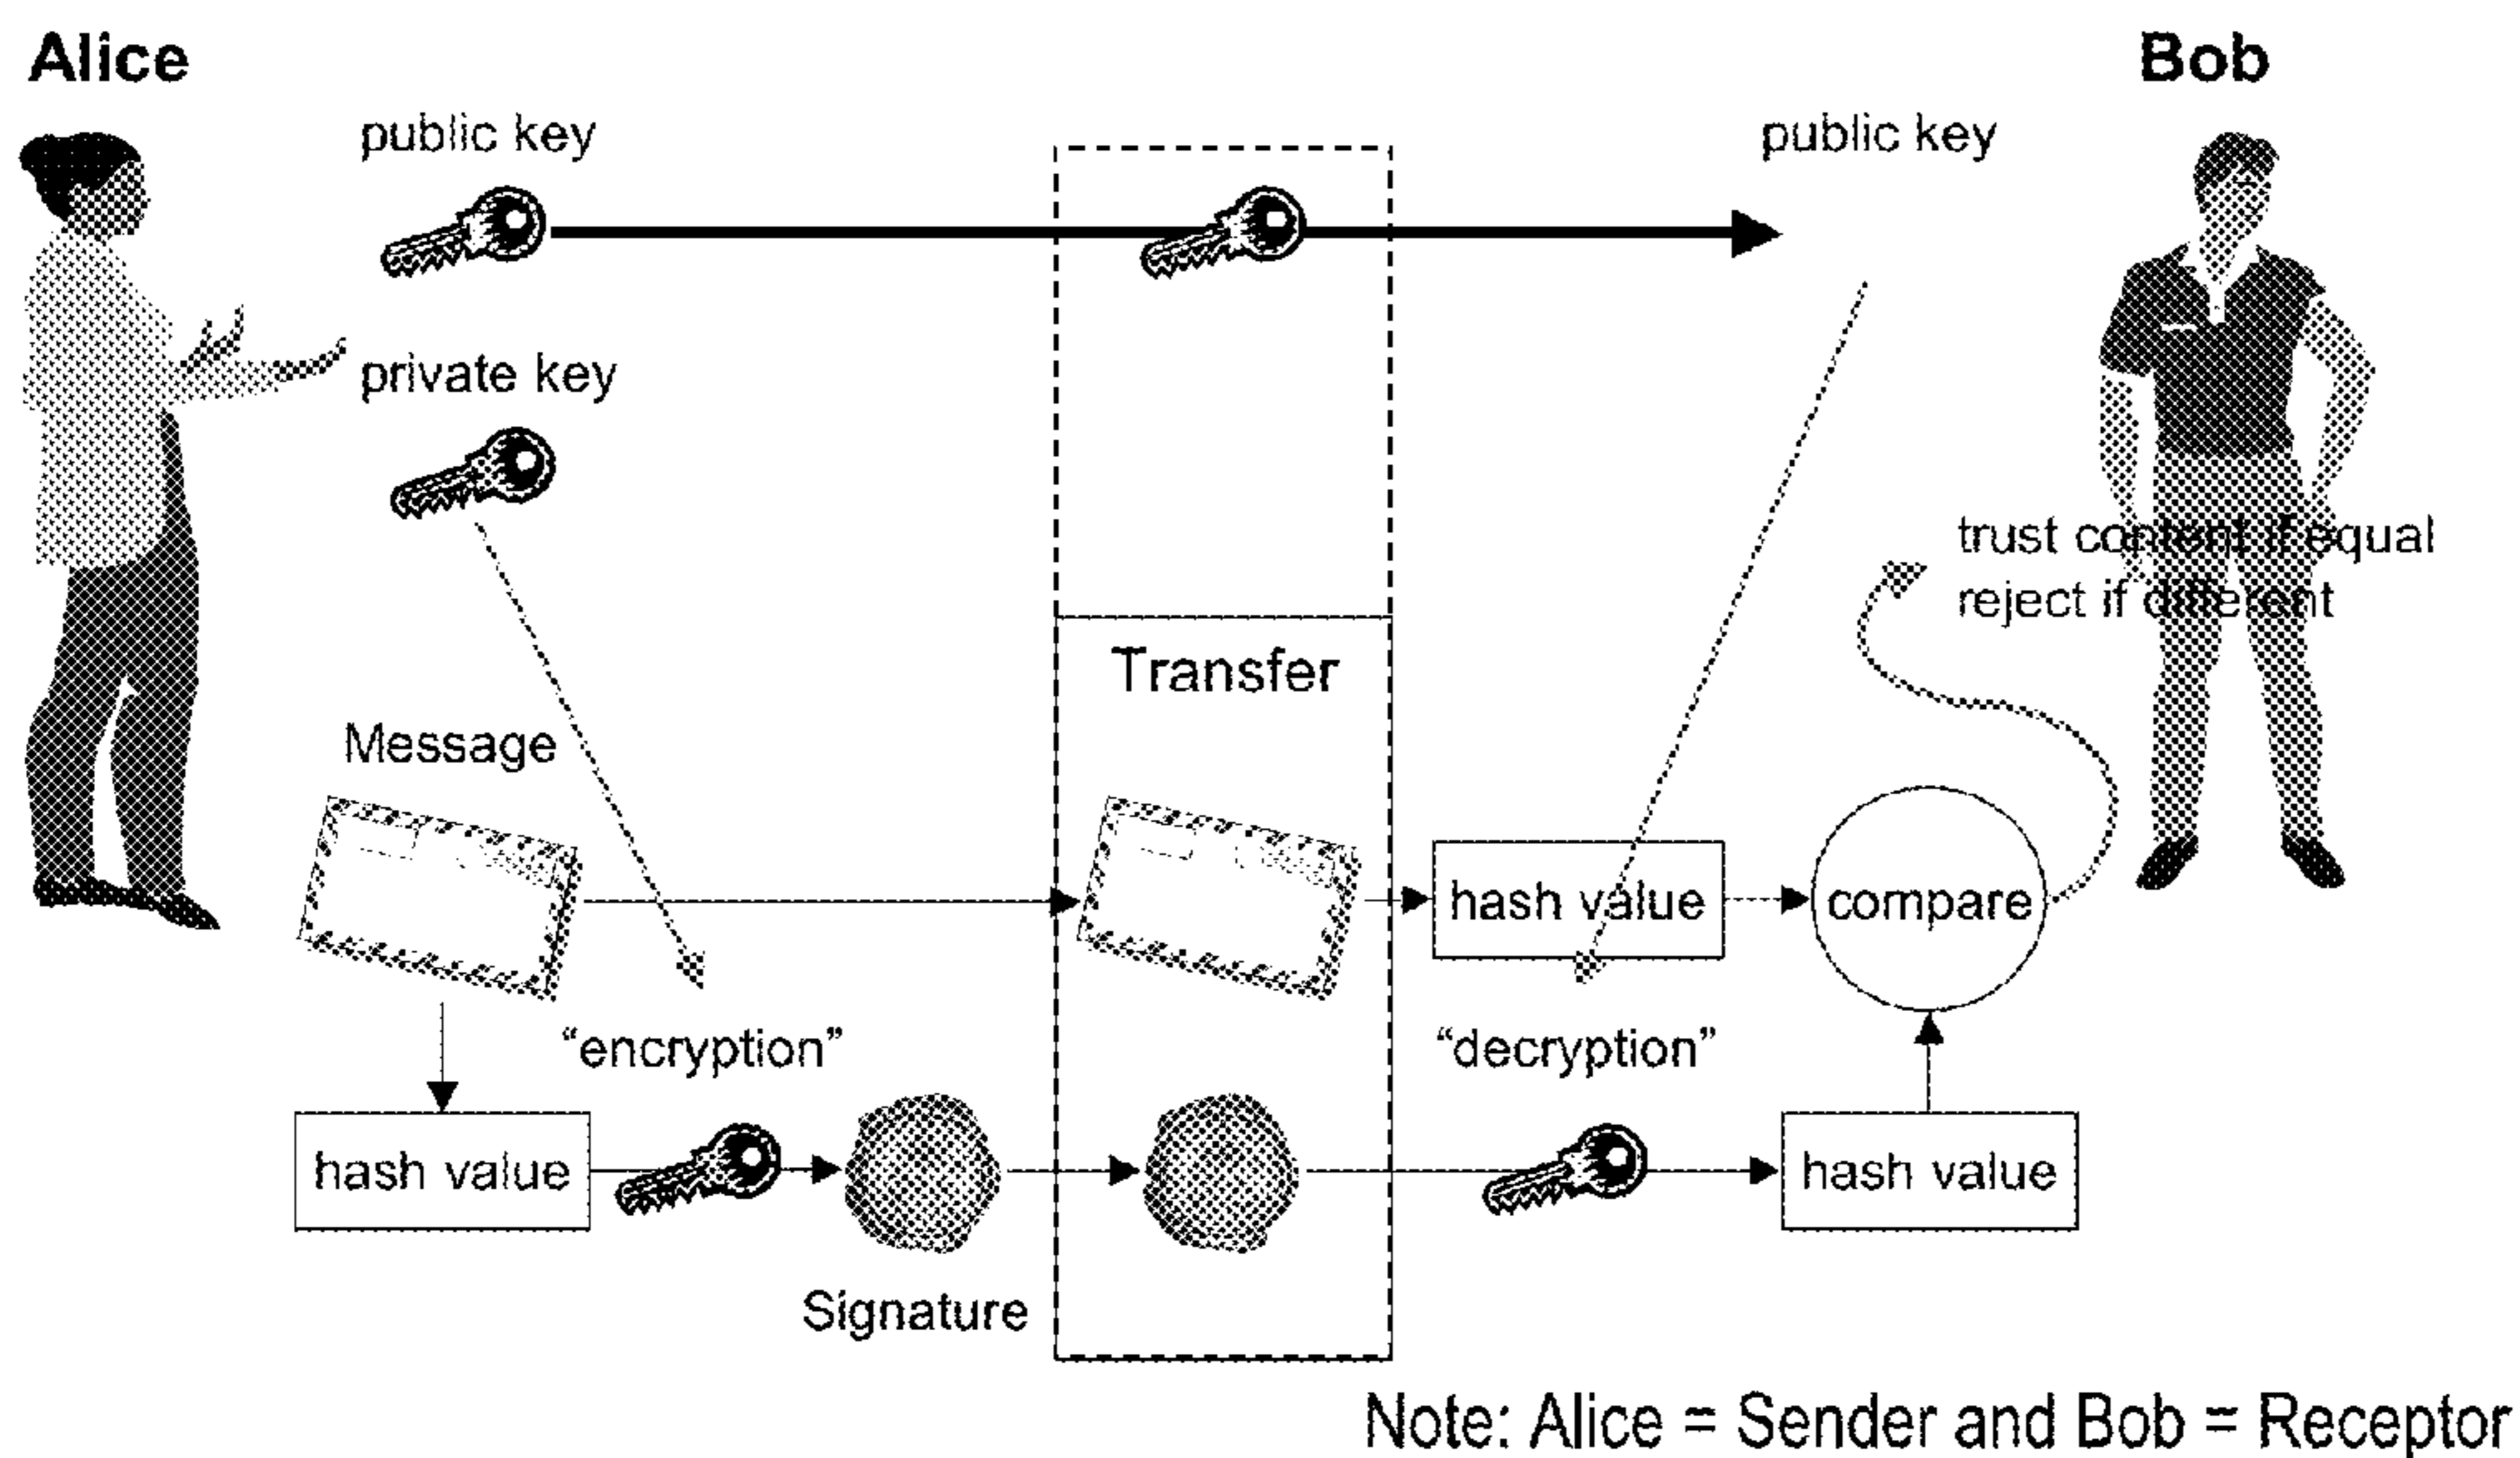 Alice
Bob
public key
public key
private key
trust content if equal
reject if different
Transfer
Message
hash value
compare
“encryption”
“decryption”
hash value
hash value
Signature
Note: Alice = Sender and Bob = Receptor